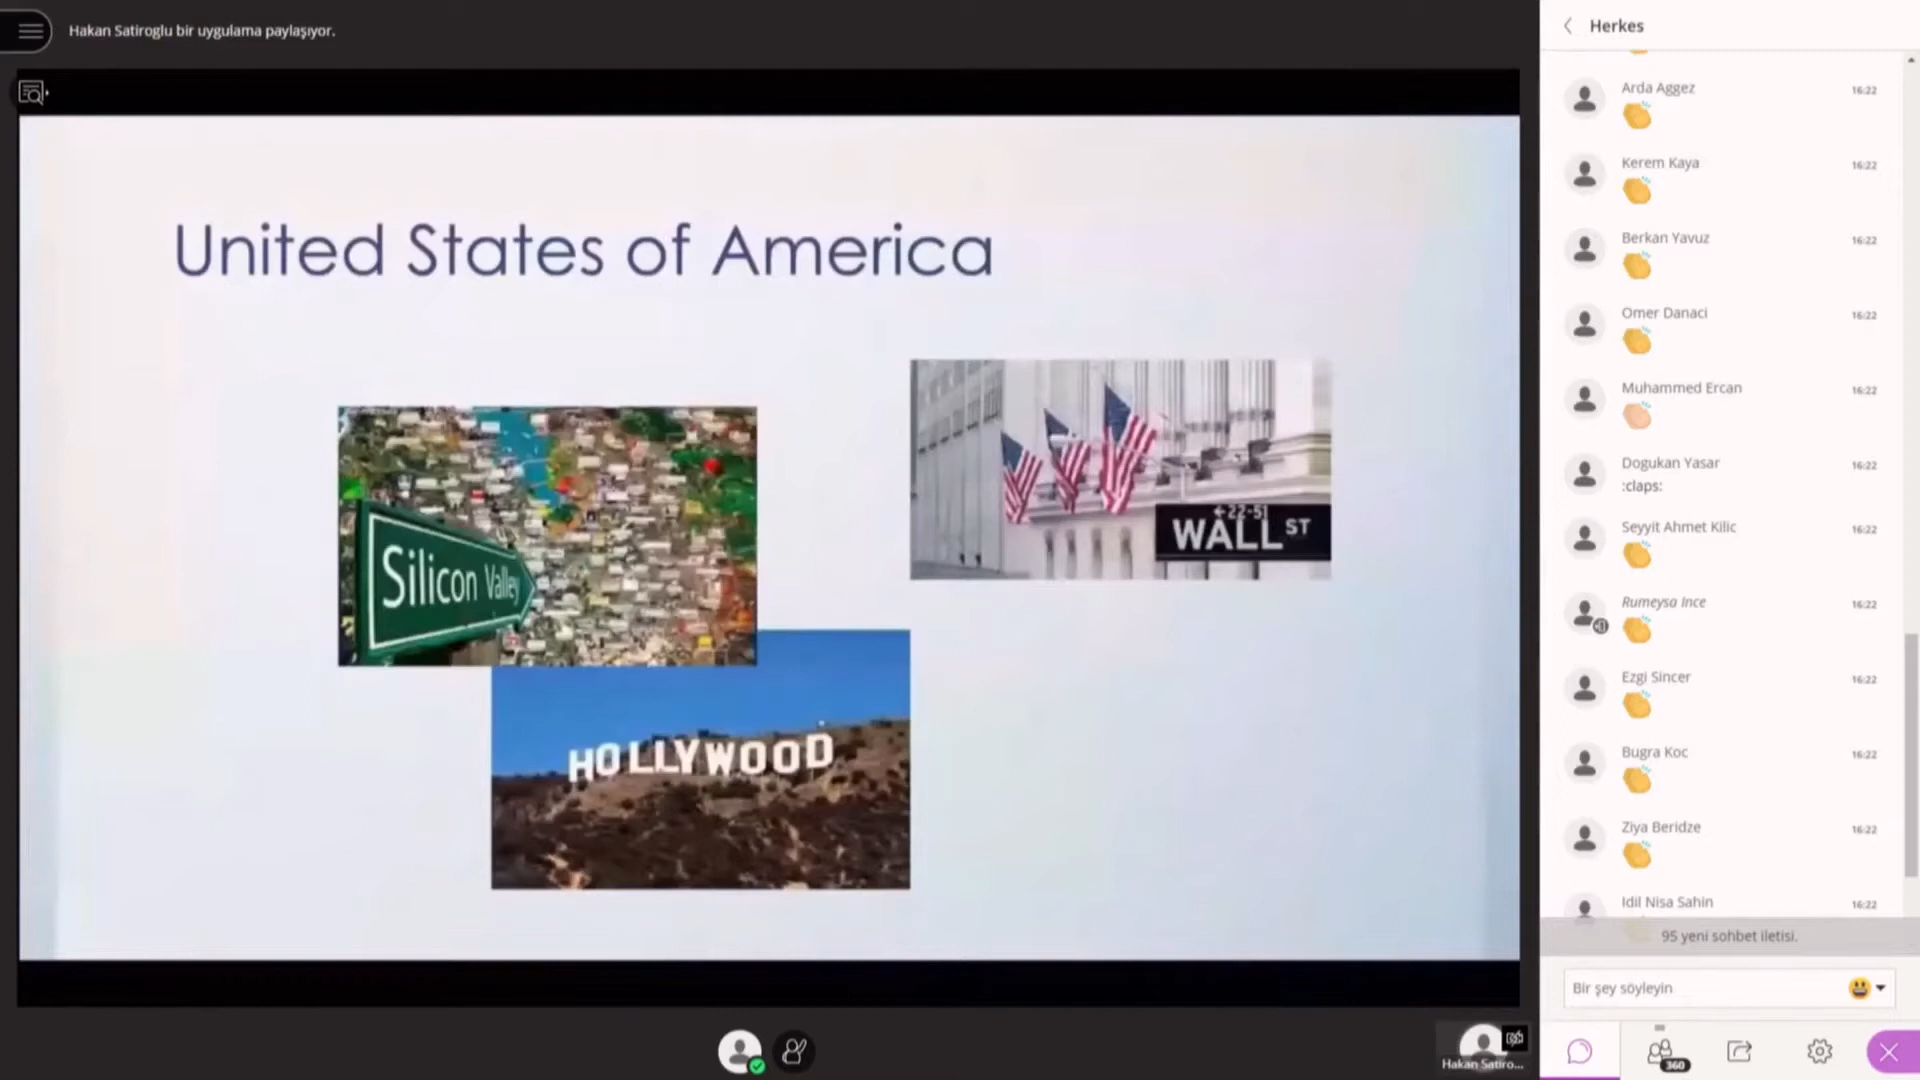 Hakan Satiroglu bir uygulama paylaşıyor.
United States of America
Silicon Valley
←22-51
WALL ST
HOLLYWOOD
Hakan Satiro...
Herkes
Arda Aggez 16:22
Kerem Kaya 16:22
Berkan Yavuz 16:22
Omer Danaci 16:22
Muhammed Ercan 16:22
Dogukan Yasar 16:22
:claps:
Seyyit Ahmet Kilic 16:22
Rumeysa Ince 16:22
Ezgi Sincer 16:22
Bugra Koc 16:22
Ziya Beridze 16:22
Idil Nisa Sahin 16:22
95 yeni sohbet iletisi.
Bir şey söyleyin
360